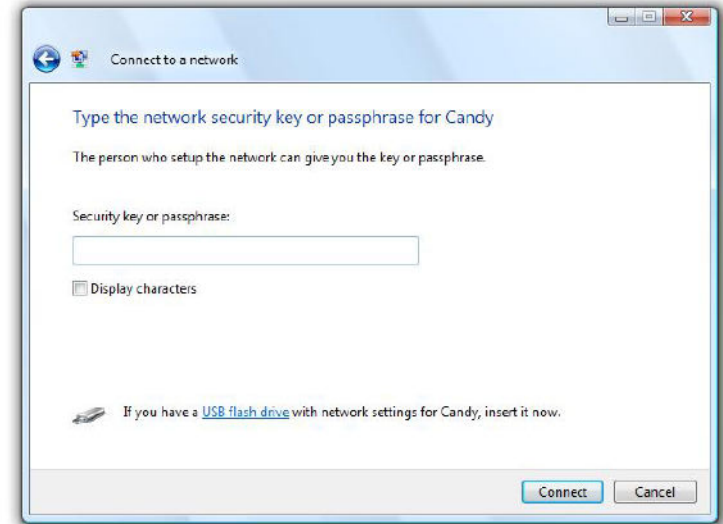 Connect to a network
Type the network security key or passphrase for Candy
The person who setup the network can give you the key or passphrase.
Security key or passphrase:
Display characters
If you have a USB flash drive with network settings for Candy, insert it now.
Connect Cancel